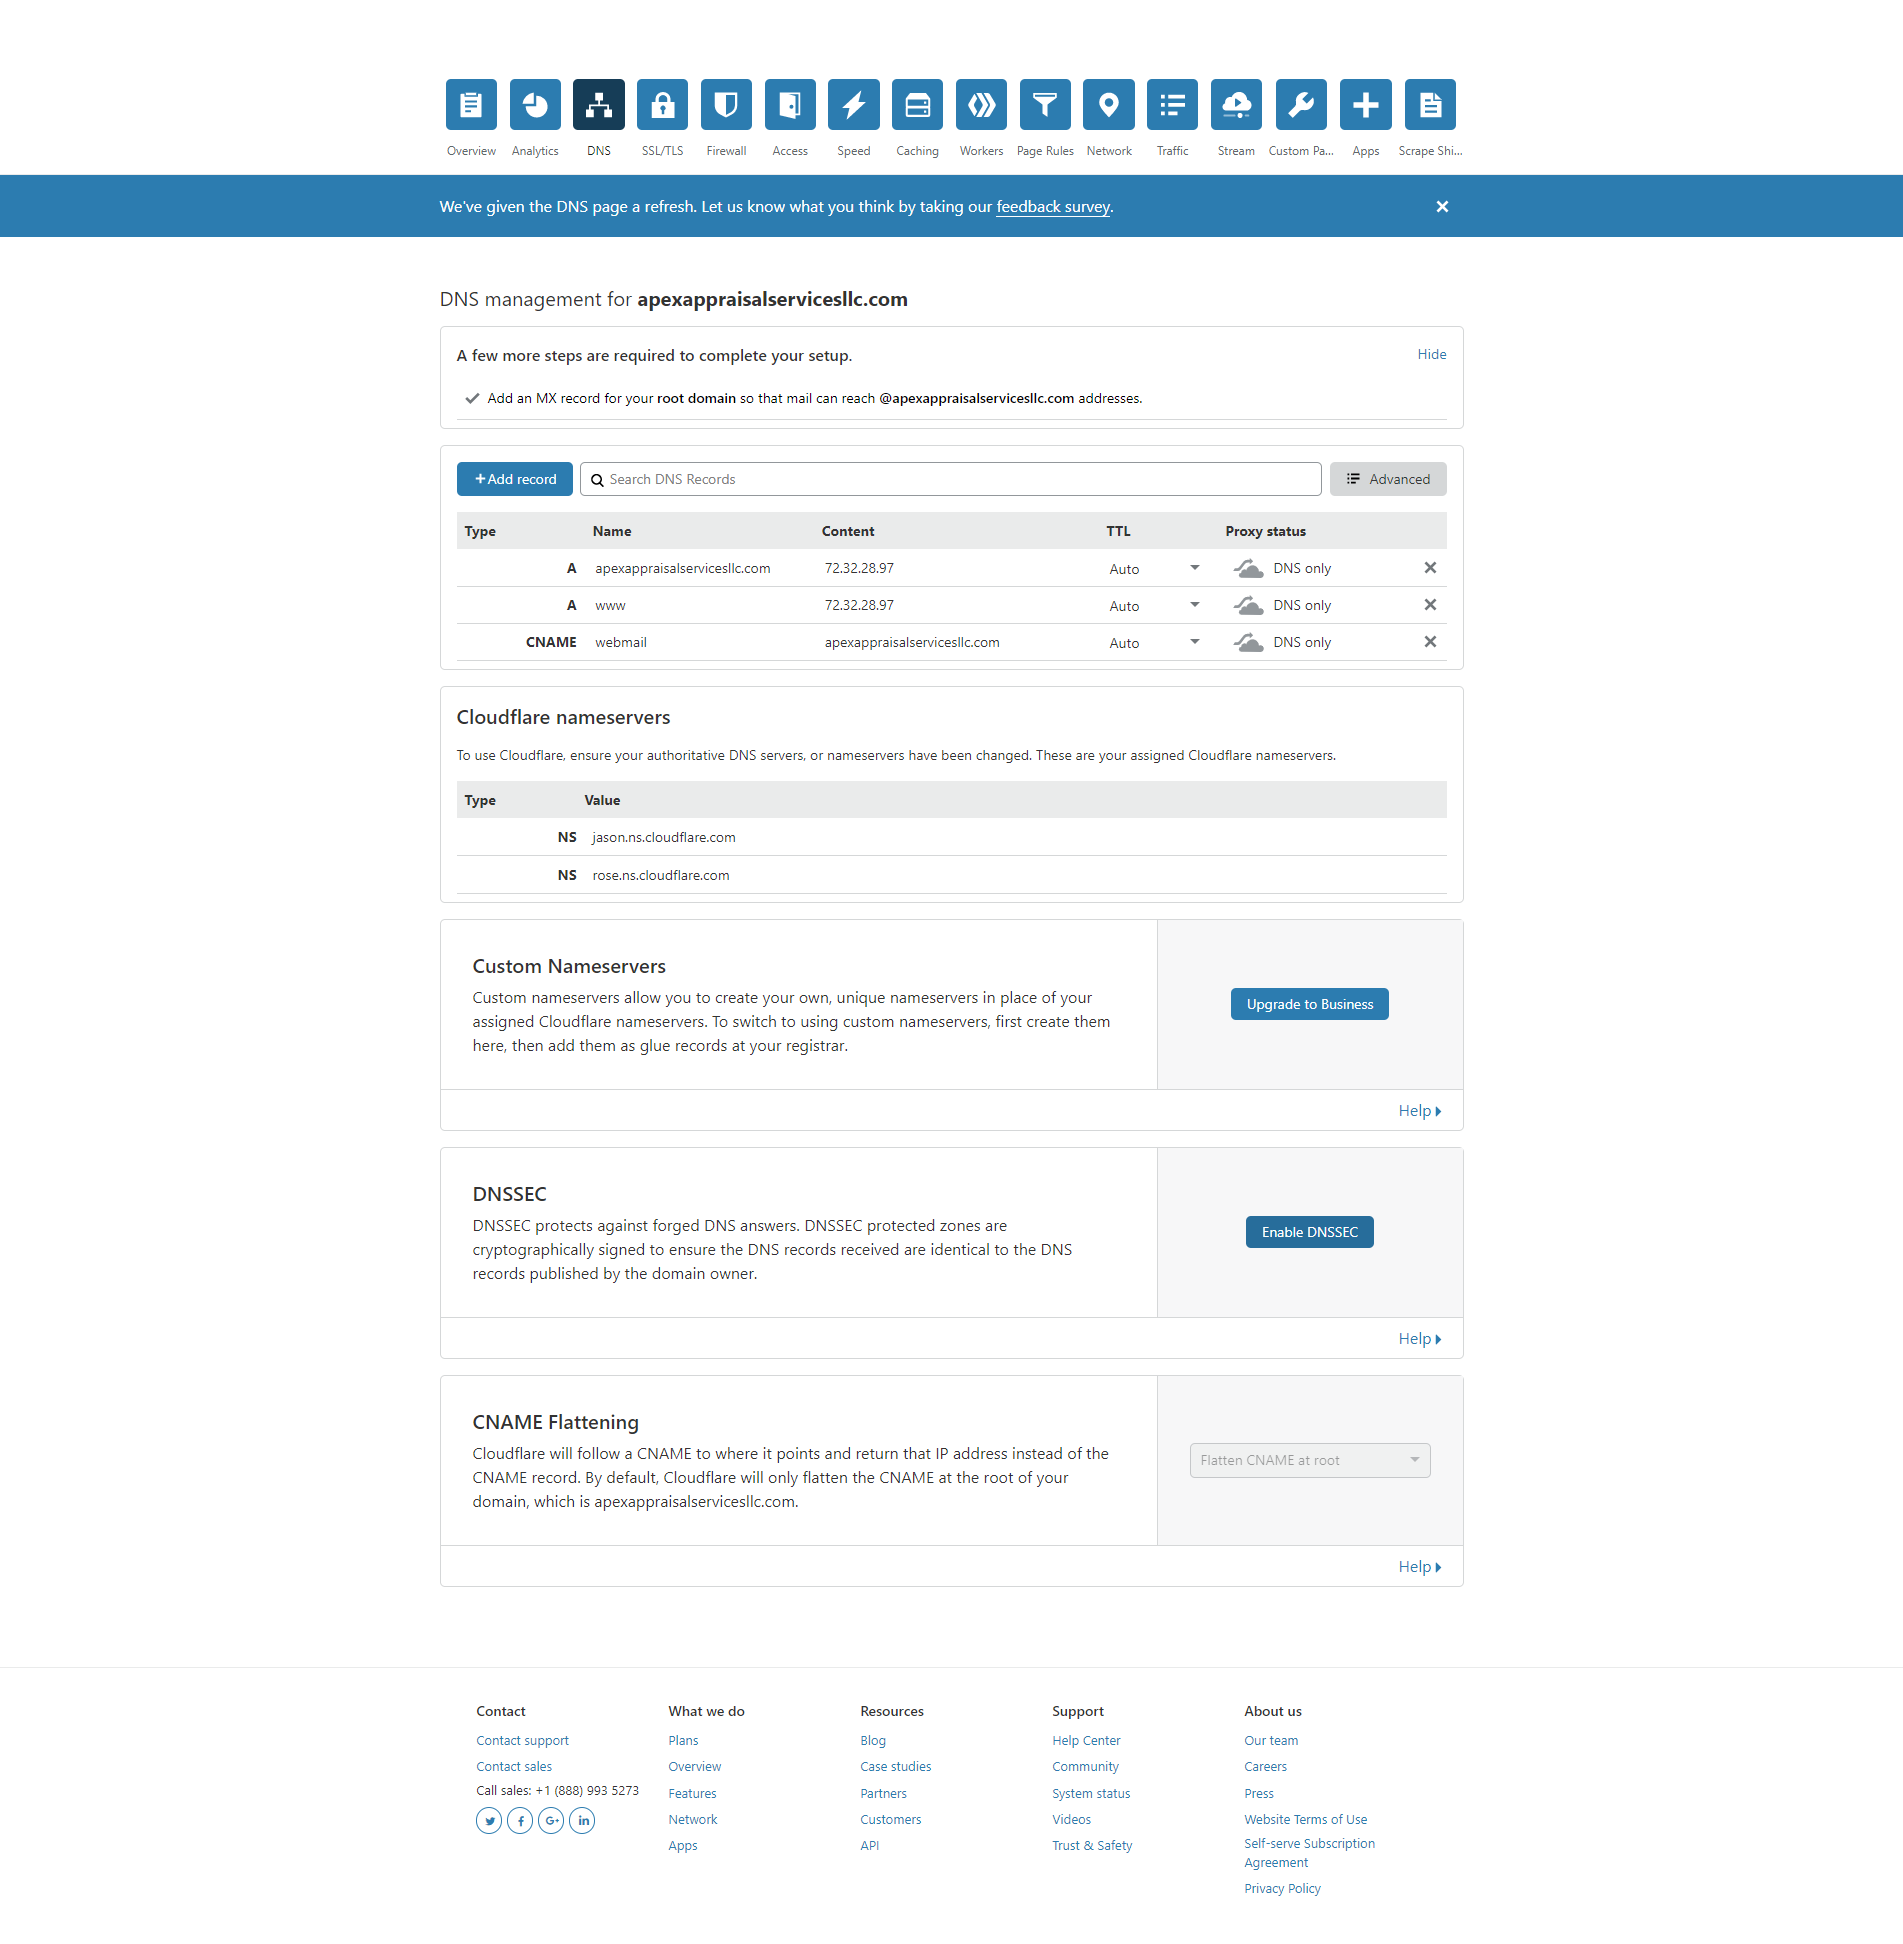 Overview Analytics DNS SSL/TLS Firewall Access Speed Caching Workers Page Rules Network Traffic Stream Custom Pa... Apps Scrape Shi...
We've given the DNS page a refresh. Let us know what you think by taking our feedback survey.
DNS management for apexappraisalservicesllc.com
A few more steps are required to complete your setup. Hide
Add an MX record for your root domain so that mail can reach @apexappraisalservicesllc.com addresses.
+Add record Search DNS Records Advanced
Type Name Content TTL Proxy status
A apexappraisalservicesllc.com 72.32.28.97 Auto DNS only
A www 72.32.28.97 Auto DNS only
CNAME webmail apexappraisalservicesllc.com Auto DNS only
Cloudflare nameservers
To use Cloudflare, ensure your authoritative DNS servers, or nameservers have been changed. These are your assigned Cloudflare nameservers.
Type Value
NS jason.ns.cloudflare.com
NS rose.ns.cloudflare.com
Custom Nameservers
Custom nameservers allow you to create your own, unique nameservers in place of your
assigned Cloudflare nameservers. To switch to using custom nameservers, first create them
here, then add them as glue records at your registrar.
Upgrade to Business
Help
DNSSEC
DNSSEC protects against forged DNS answers. DNSSEC protected zones are
cryptographically signed to ensure the DNS records received are identical to the DNS
records published by the domain owner.
Enable DNSSEC
Help
CNAME Flattening
Cloudflare will follow a CNAME to where it points and return that IP address instead of the
CNAME record. By default, Cloudflare will only flatten the CNAME at the root of your
domain, which is apexappraisalservicesllc.com.
Flatten CNAME at root
Help
Contact
Contact support
Contact sales
Call sales: +1 (888) 993 5273
What we do
Plans
Overview
Features
Network
Apps
Resources
Blog
Case studies
Partners
Customers
API
Support
Help Center
Community
System status
Videos
Trust & Safety
About us
Our team
Careers
Press
Website Terms of Use
Self-serve Subscription
Agreement
Privacy Policy